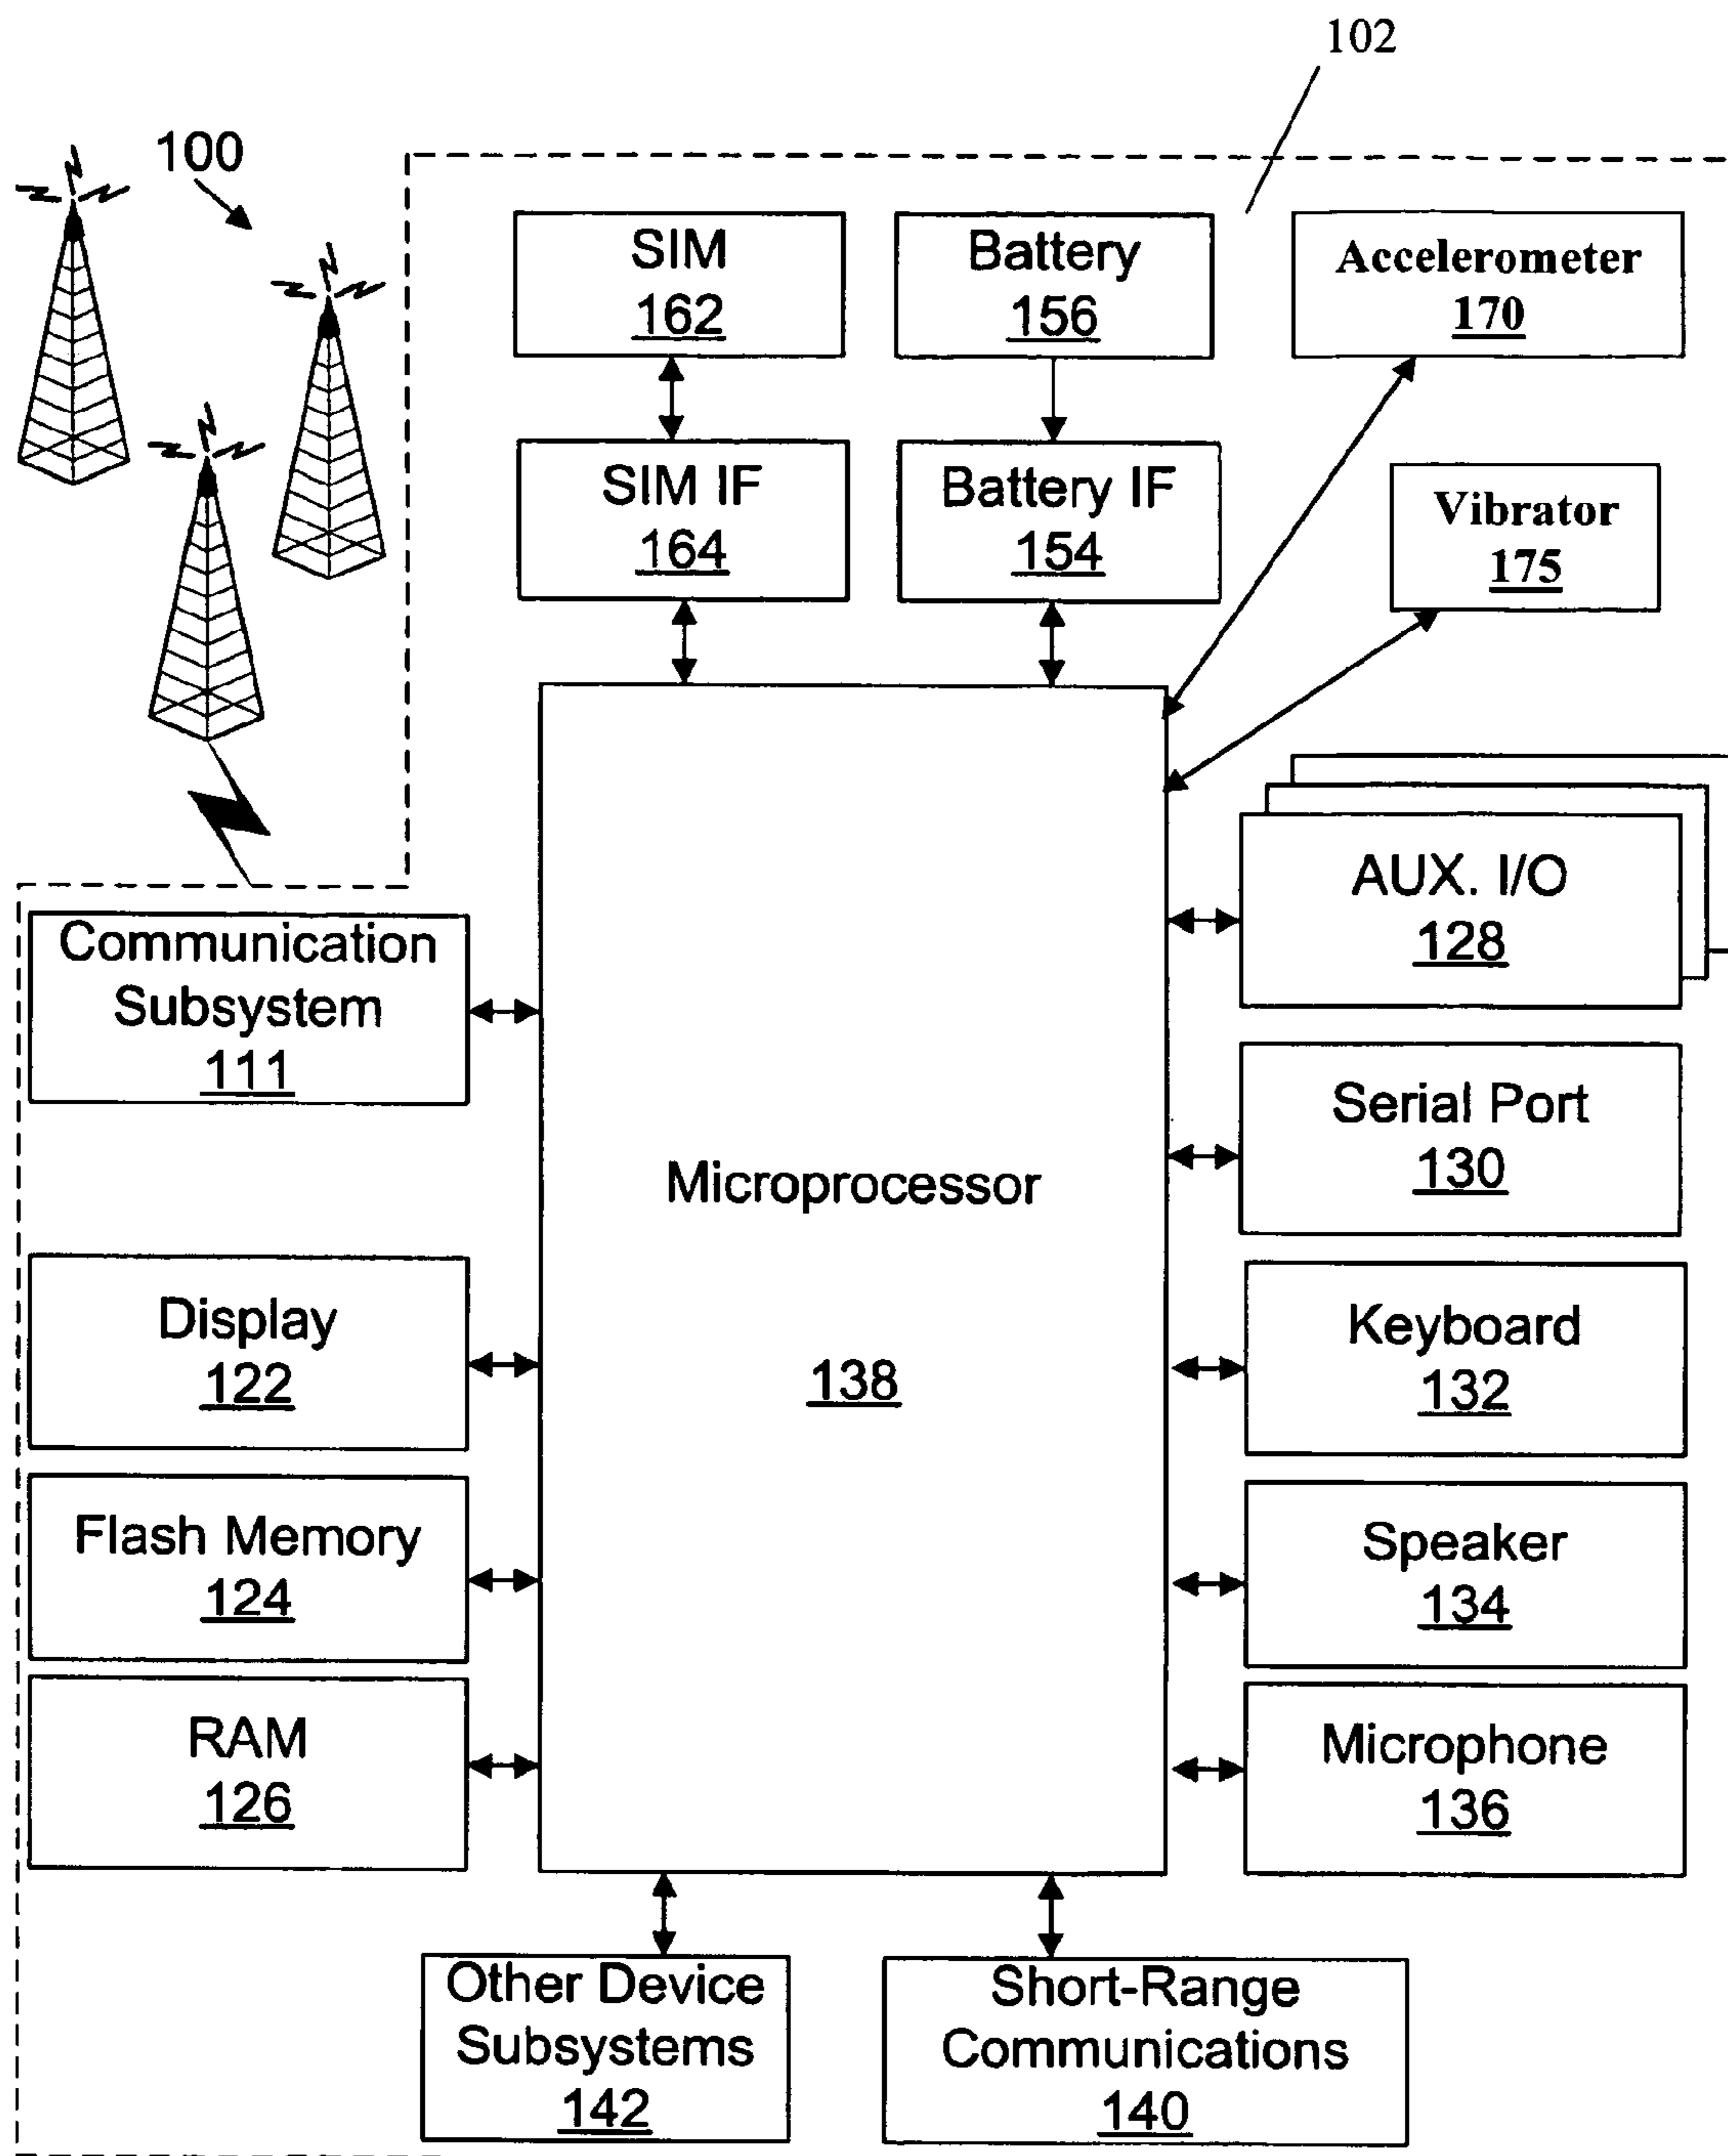 102
100
SIM
162
Battery
156
Accelerometer
170
SIM IF
164
Battery IF
154
Vibrator
175
AUX. I/O
128
Communication
Subsystem
111
Serial Port
130
Microprocessor
138
Display
122
Keyboard
132
Flash Memory
124
Speaker
134
RAM
126
Microphone
136
Other Device
Subsystems
142
Short-Range
Communications
140